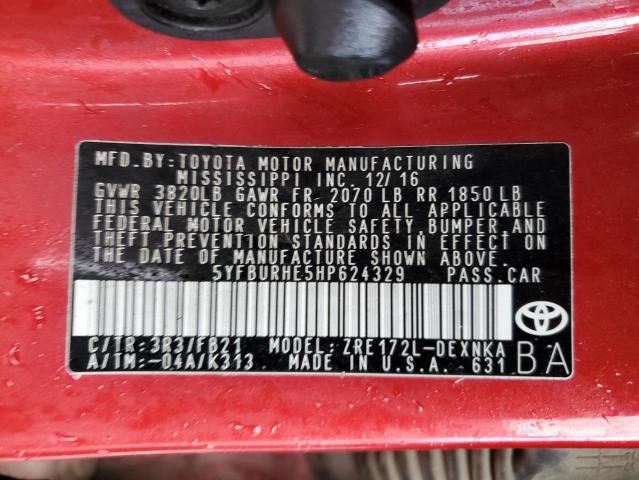 MFD.BY:TOYOTA MOTOR MANUFACTURING
MISSISSIPPI INC. 12/16
GVWR 3820LB GAWR FR 2070 LB RR 1850 LB
THIS VEHICLE CONFORMS TO ALL APPLICABLE
FEDERAL MOTOR VEHICLE SAFETY,BUMPER,AND
THEFT PREVENTION STANDARDS IN EFFECT ON
THE DATE OF MANUFACTURE SHOWN ABOVE.
5YFBURHE5HP624329 PASS.CAR
C/TR:3R3/FB21 MODEL:ZRE172L-DEXNKA
A/TM:-04A/K313 MADE IN U.S.A. 631
BA